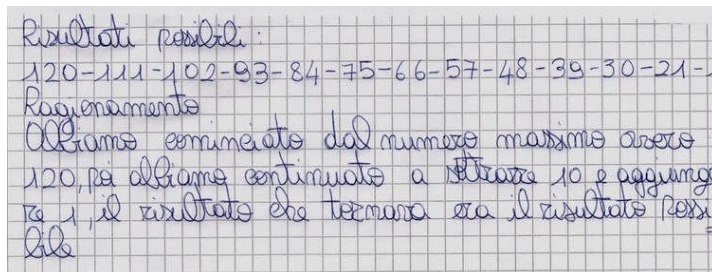 Risultati possibili:
120-111-102-93-84-75-66-57-48-39-30-21-
Ragionamento
Abbiamo cominciato dal numero massimo ovvero
120, poi abbiamo continuato a sottrarre 10 e aggiunge
re 1, il risultato che tornava era il risultato possi
bile